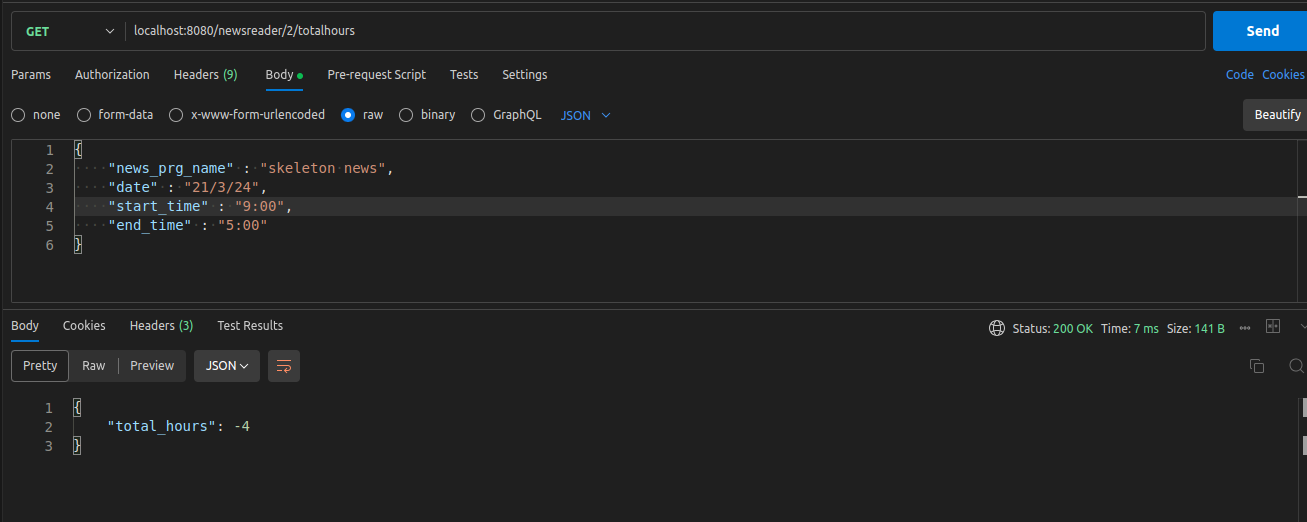 GET localhost:8080/newsreader/2/totalhours Send
Params Authorization Headers (9) Body Pre-request Script Tests Settings Code Cookies
none form-data x-www-form-urlencoded raw binary GraphQL JSON Beautify
1 {
2 "news_prg_name" : "skeleton news",
3 "date" : "21/3/24",
4 "start_time" : "9:00",
5 "end_time" : "5:00"
6 }
Body Cookies Headers (3) Test Results Status: 200 OK Time: 7 ms Size: 141 B
Pretty Raw Preview JSON
1 {
2 "total_hours": -4
3 }